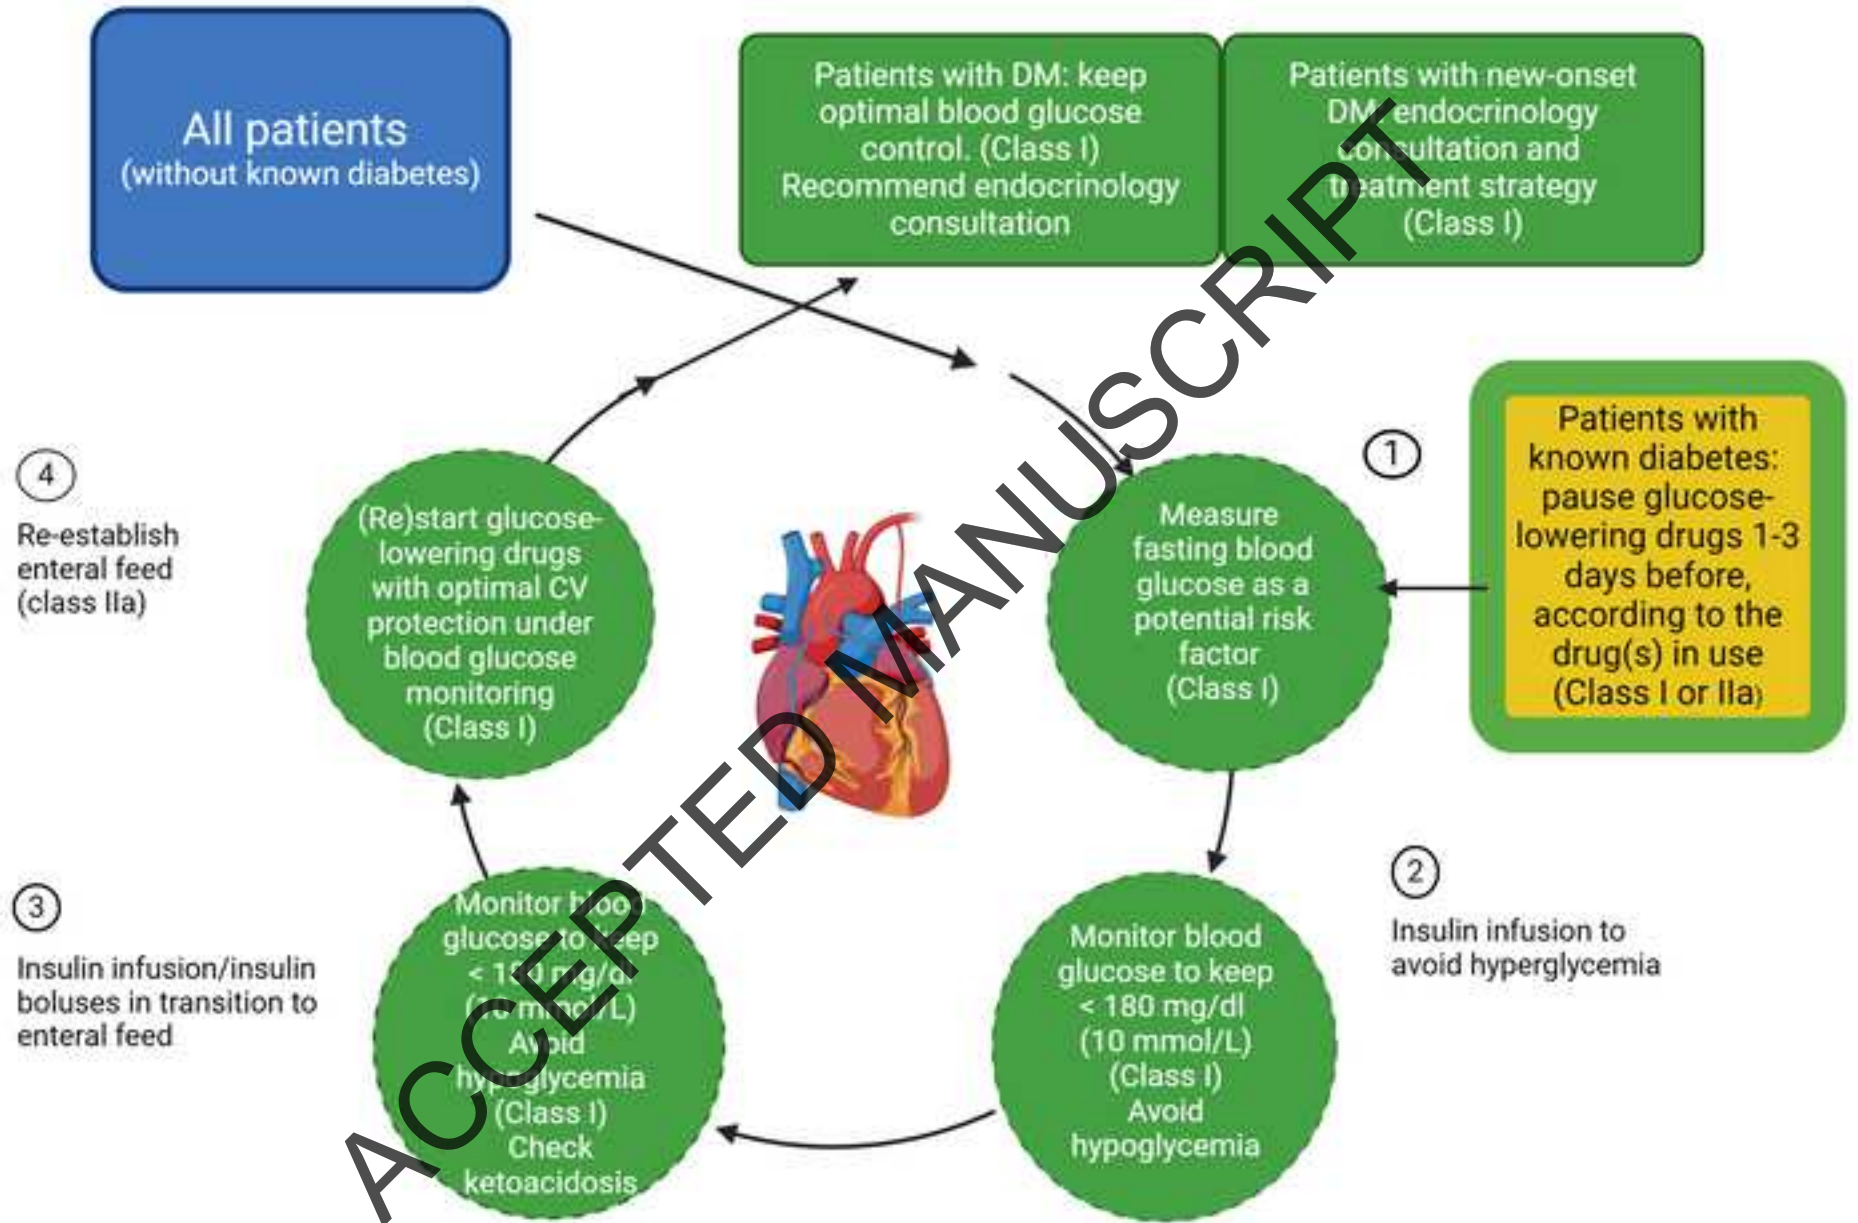 All patients
(without known diabetes)
Patients with DM: keep
optimal blood glucose
control. (Class I)
Recommend endocrinology
consultation
Patients with new-onset
DM: endocrinology
consultation and
treatment strategy
(Class I)
1
Patients with
known diabetes:
pause glucose-
lowering drugs 1-3
days before,
according to the
drug(s) in use
(Class I or IIa)
Measure
fasting blood
glucose as a
potential risk
factor
(Class I)
2
Insulin infusion to
avoid hyperglycemia
Monitor blood
glucose to keep
< 180 mg/dl
(10 mmol/L)
(Class I)
Avoid
hypoglycemia
3
Insulin infusion/insulin
boluses in transition to
enteral feed
Monitor blood
glucose to keep
< 180 mg/dl
(10 mmol/L)
Avoid
hypoglycemia
(Class I)
Check
ketoacidosis
4
Re-establish
enteral feed
(class IIa)
(Re)start glucose-
lowering drugs
with optimal CV
protection under
blood glucose
monitoring
(Class I)
ACCEPTED MANUSCRIPT